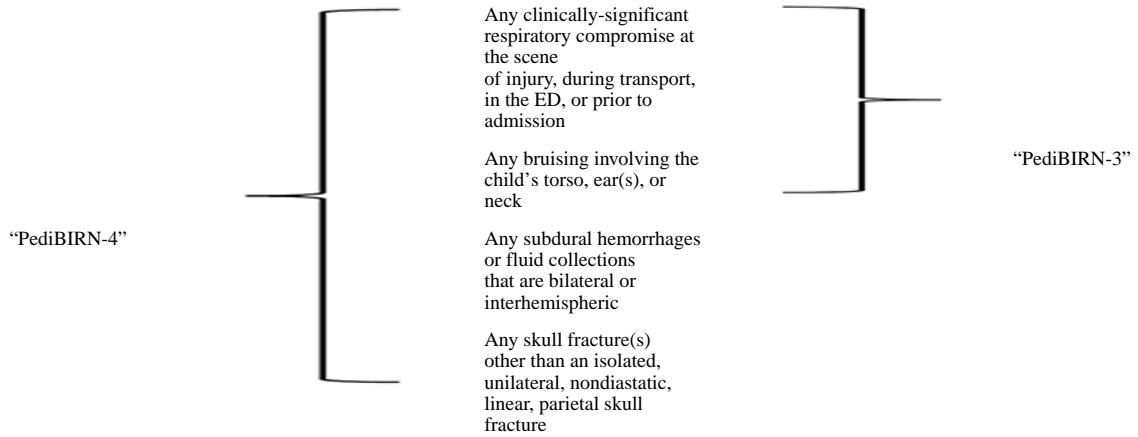 Any clinically-significant
respiratory compromise at
the scene
of injury, during transport,
in the ED, or prior to
admission
Any bruising involving the
child’s torso, ear(s), or
neck
“PediBIRN-3”
“PediBIRN-4”
Any subdural hemorrhages
or fluid collections
that are bilateral or
interhemispheric
Any skull fracture(s)
other than an isolated,
unilateral, nondiastatic,
linear, parietal skull
fracture